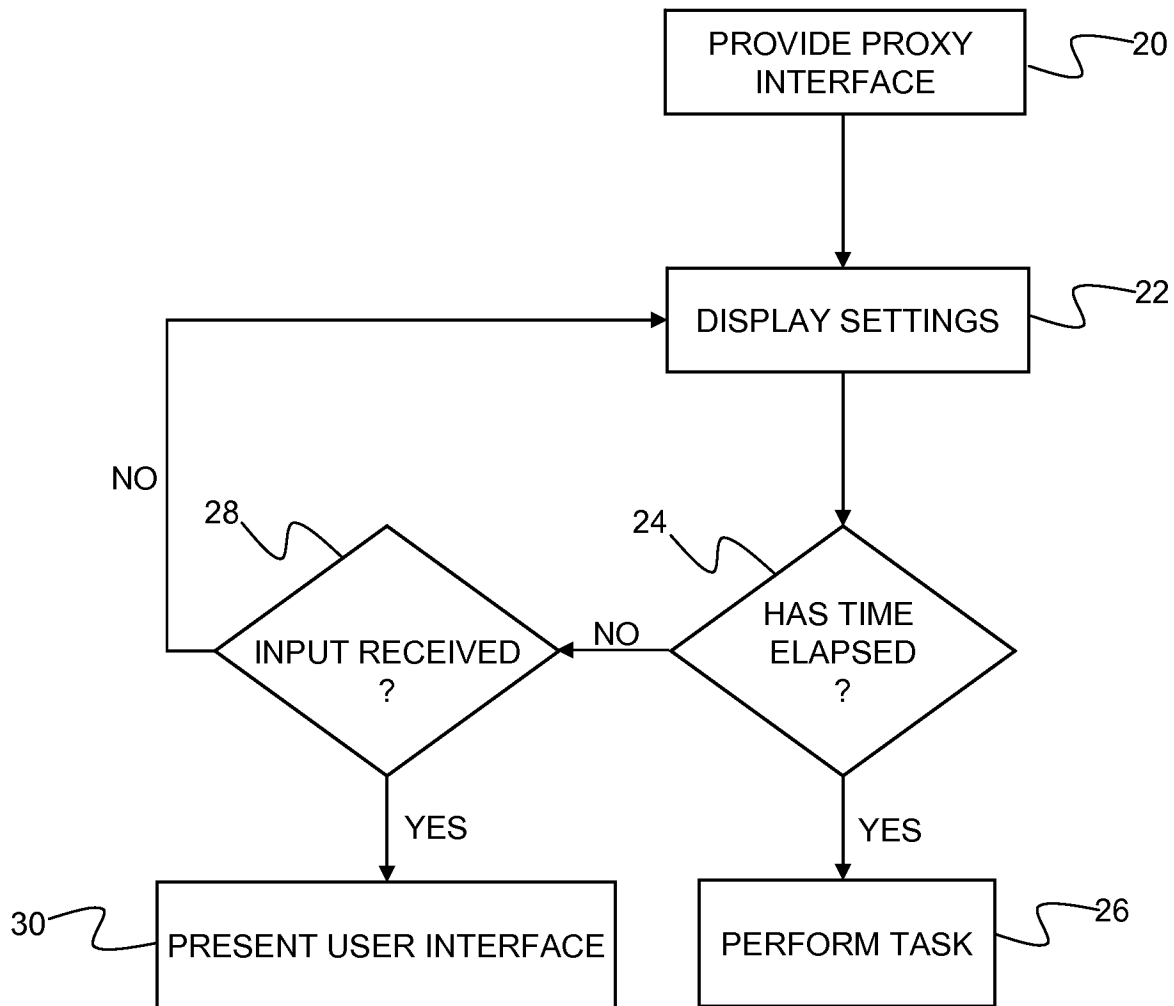 PROVIDE PROXY
INTERFACE
20
DISPLAY SETTINGS
22
NO
28
24
INPUT RECEIVED
?
NO
HAS TIME
ELAPSED
?
YES
YES
30
PRESENT USER INTERFACE
PERFORM TASK
26